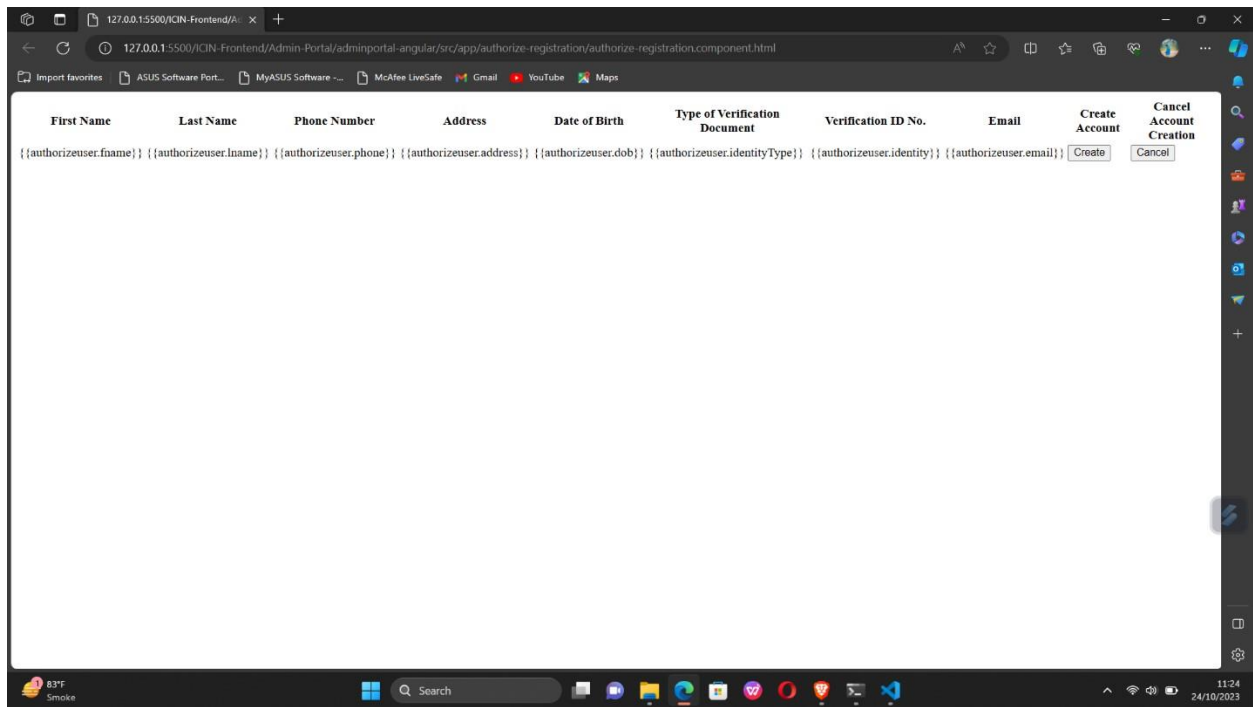 127.0.0.1:5500/ICIN-Frontend/Ad
127.0.0.1:5500/ICIN-Frontend/Admin-Portal/adminportal-angular/src/app/authorize-registration/authorize-registration.component.html
Import favorites ASUS Software Port... MyASUS Software -... McAfee LiveSafe Gmail YouTube Maps
First Name Last Name Phone Number Address Date of Birth Type of Verification Document Verification ID No. Email Create Account Cancel Account Creation
{{authorizeuser.fname}} {{authorizeuser.lname}} {{authorizeuser.phone}} {{authorizeuser.address}} {{authorizeuser.dob}} {{authorizeuser.identityType}} {{authorizeuser.identity}} {{authorizeuser.email}} Create Cancel
83°F
Smoke
Search
11:24
24/10/2023